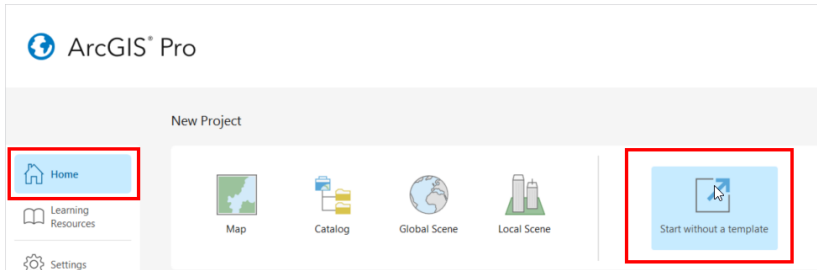 ArcGIS® Pro
New Project
Home
Learning
Resources
Settings
Map
Catalog
Global Scene
Local Scene
Start without a template